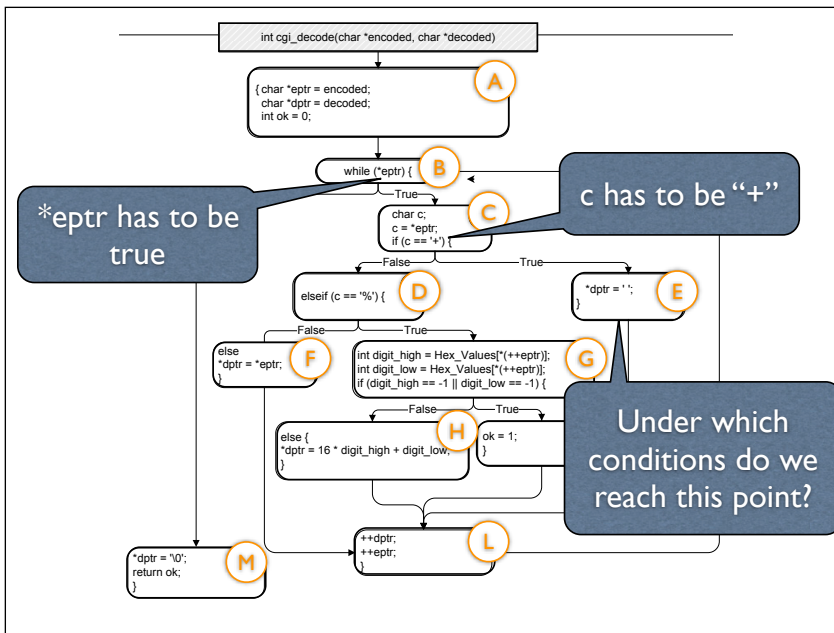 int cgi_decode(char *encoded, char *decoded)
A
{ char *eptr = encoded;
char *dptr = decoded;
int ok = 0;
while (*eptr) {
B
*eptr has to be
true
c has to be “+”
True
char c;
c = *eptr;
if (c == '+') {
C
False
True
elseif (c == '%') {
D
*dptr = ' ';
}
E
False
True
else
*dptr = *eptr;
}
F
int digit_high = Hex_Values[*(++eptr)];
int digit_low = Hex_Values[*(++eptr)];
if (digit_high == -1 || digit_low == -1) {
G
False
True
else {
*dptr = 16 * digit_high + digit_low;
}
H
ok = 1;
}
Under which
conditions do we
reach this point?
++dptr;
++eptr;
}
L
*dptr = '\0';
return ok;
}
M